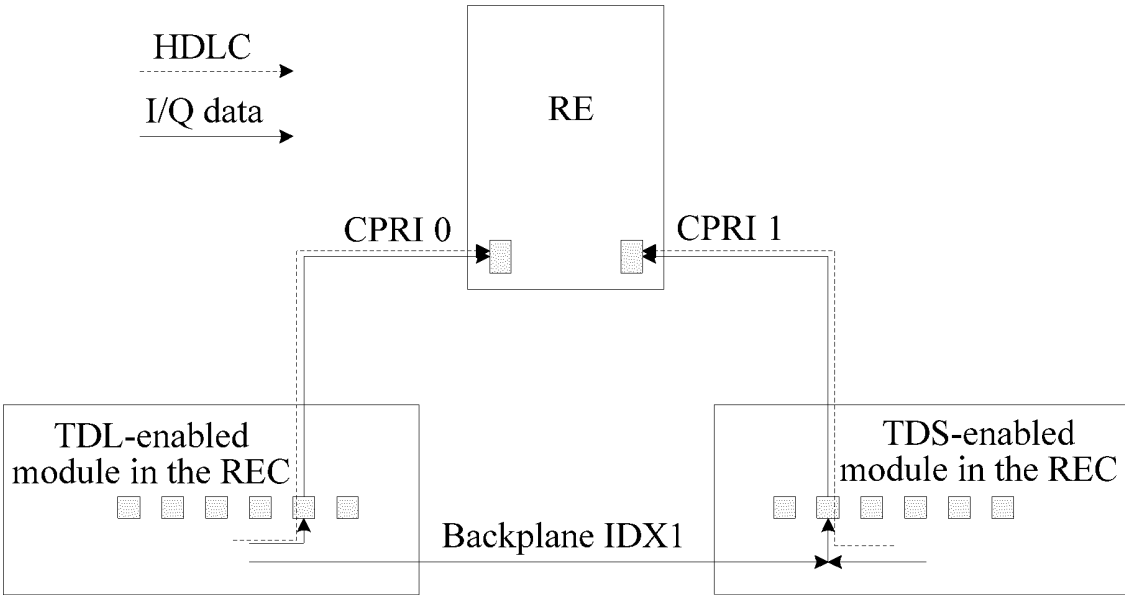 HDLC
I/Q data
RE
CPRI 0
CPRI 1
TDL-enabled
module in the REC
TDS-enabled
module in the REC
Backplane IDX1